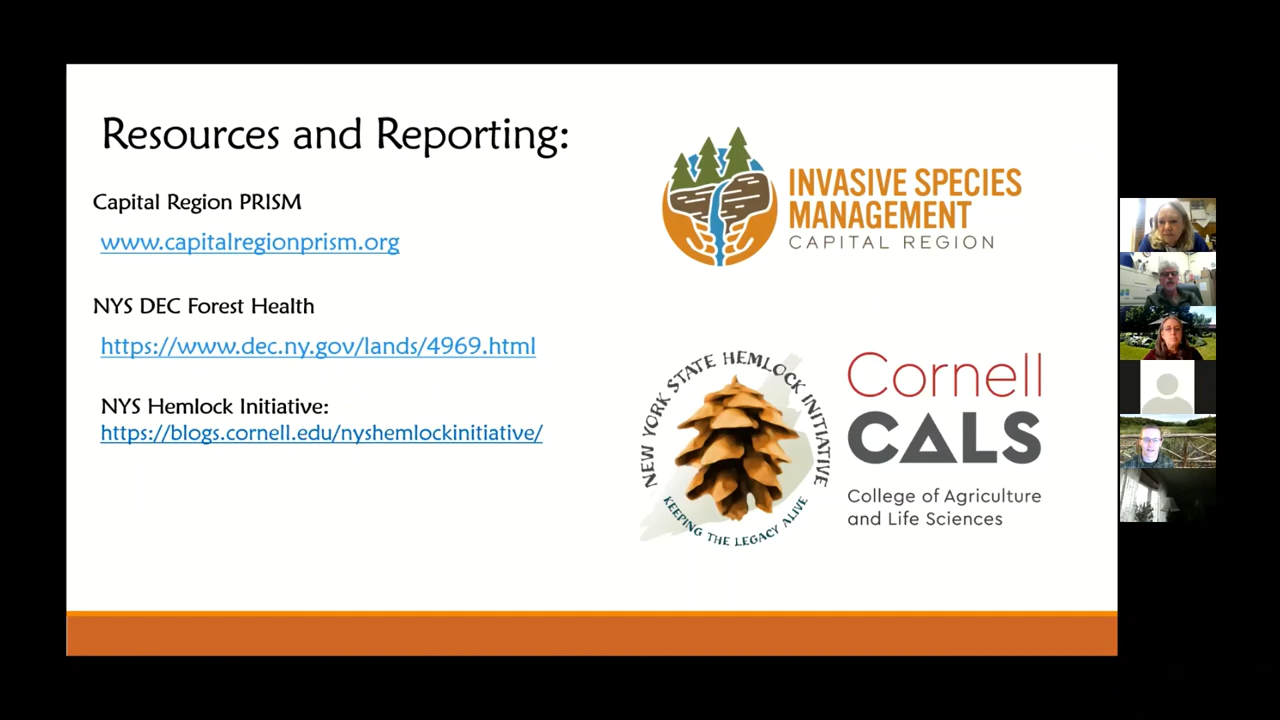 Resources and Reporting:
Capital Region PRISM
www.capitalregionprism.org
NYS DEC Forest Health
https://www.dec.ny.gov/lands/4969.html
NYS Hemlock Initiative:
https://blogs.cornell.edu/nyshemlockinitiative/
INVASIVE SPECIES
MANAGEMENT
CAPITAL REGION
NEW YORK STATE HEMLOCK INITIATIVE
KEEPING THE LEGACY ALIVE
Cornell
CALS
College of Agriculture
and Life Sciences